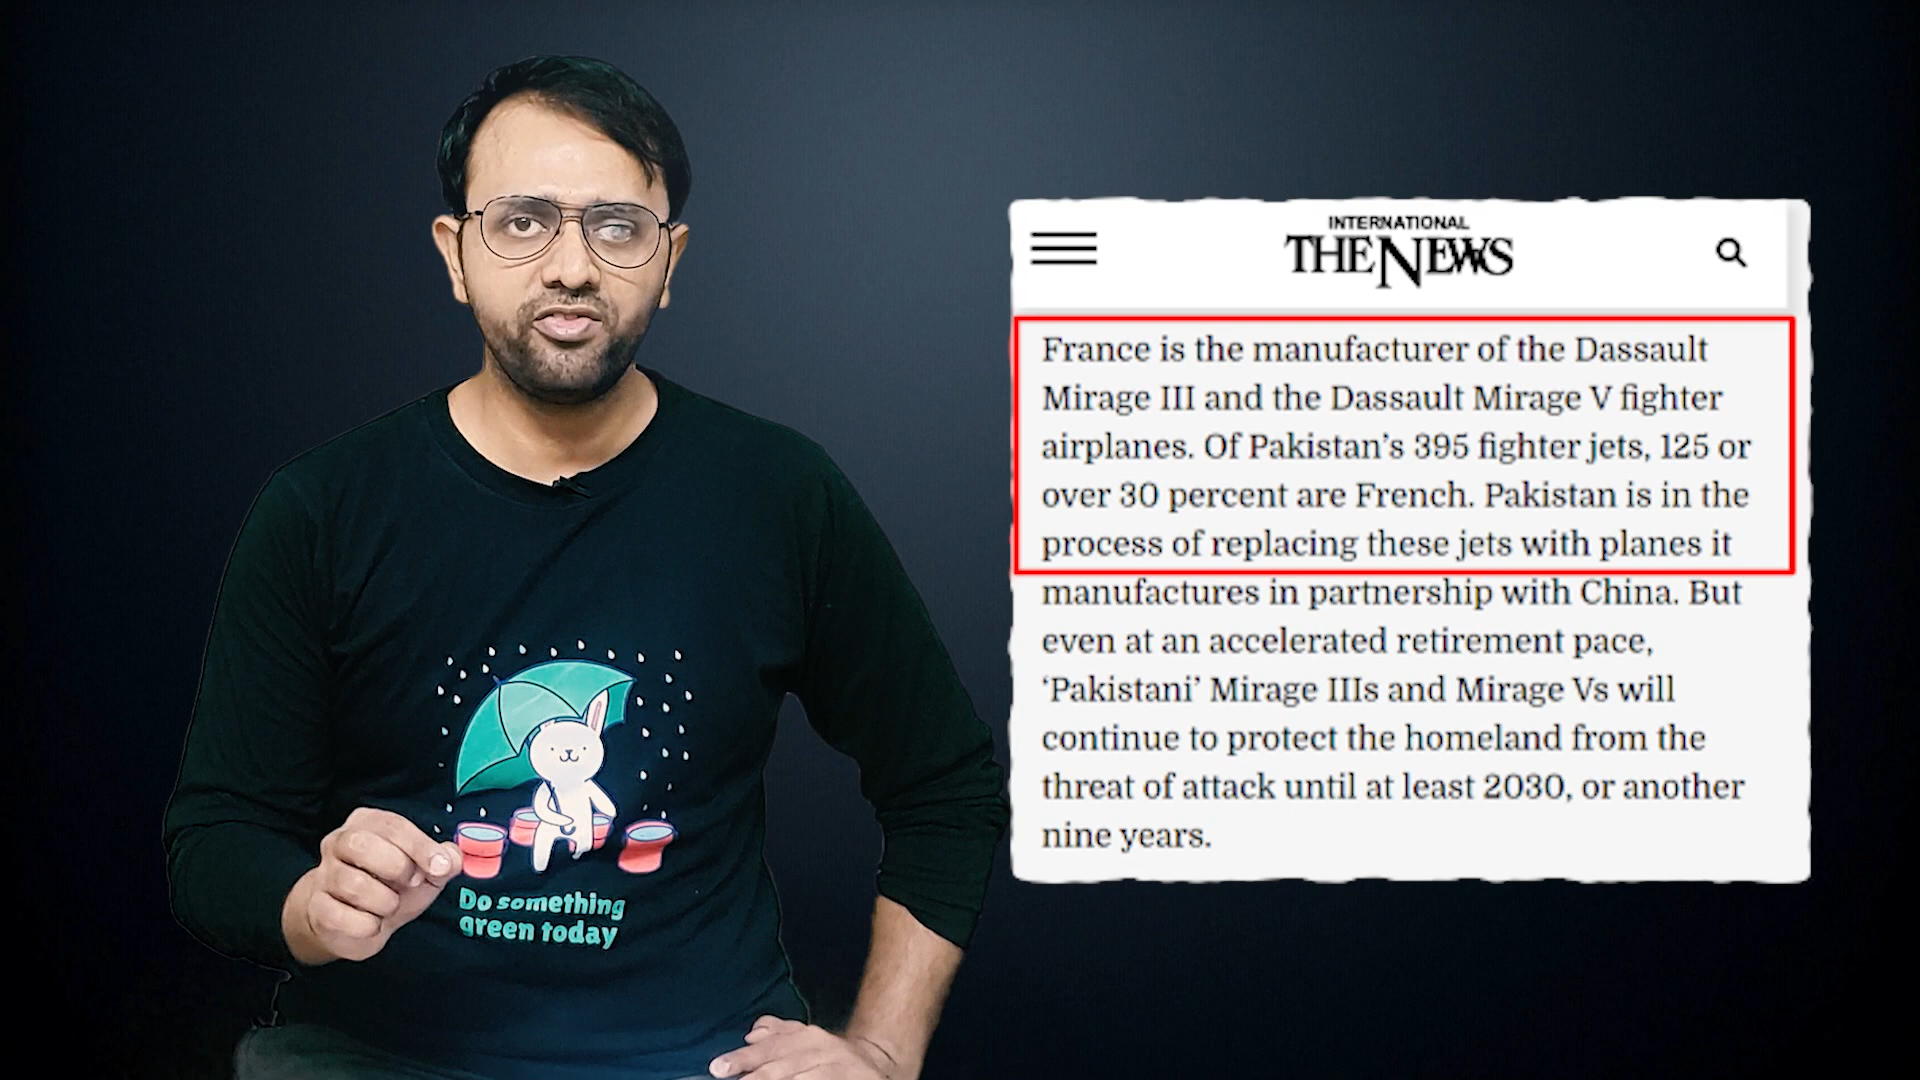 INTERNATIONAL
THE NEWS
France is the manufacturer of the Dassault
Mirage III and the Dassault Mirage V fighter
airplanes. Of Pakistan’s 395 fighter jets, 125 or
over 30 percent are French. Pakistan is in the
process of replacing these jets with planes it
manufactures in partnership with China. But
even at an accelerated retirement pace,
‘Pakistani’ Mirage IIIs and Mirage Vs will
continue to protect the homeland from the
threat of attack until at least 2030, or another
nine years.
Do something
green today